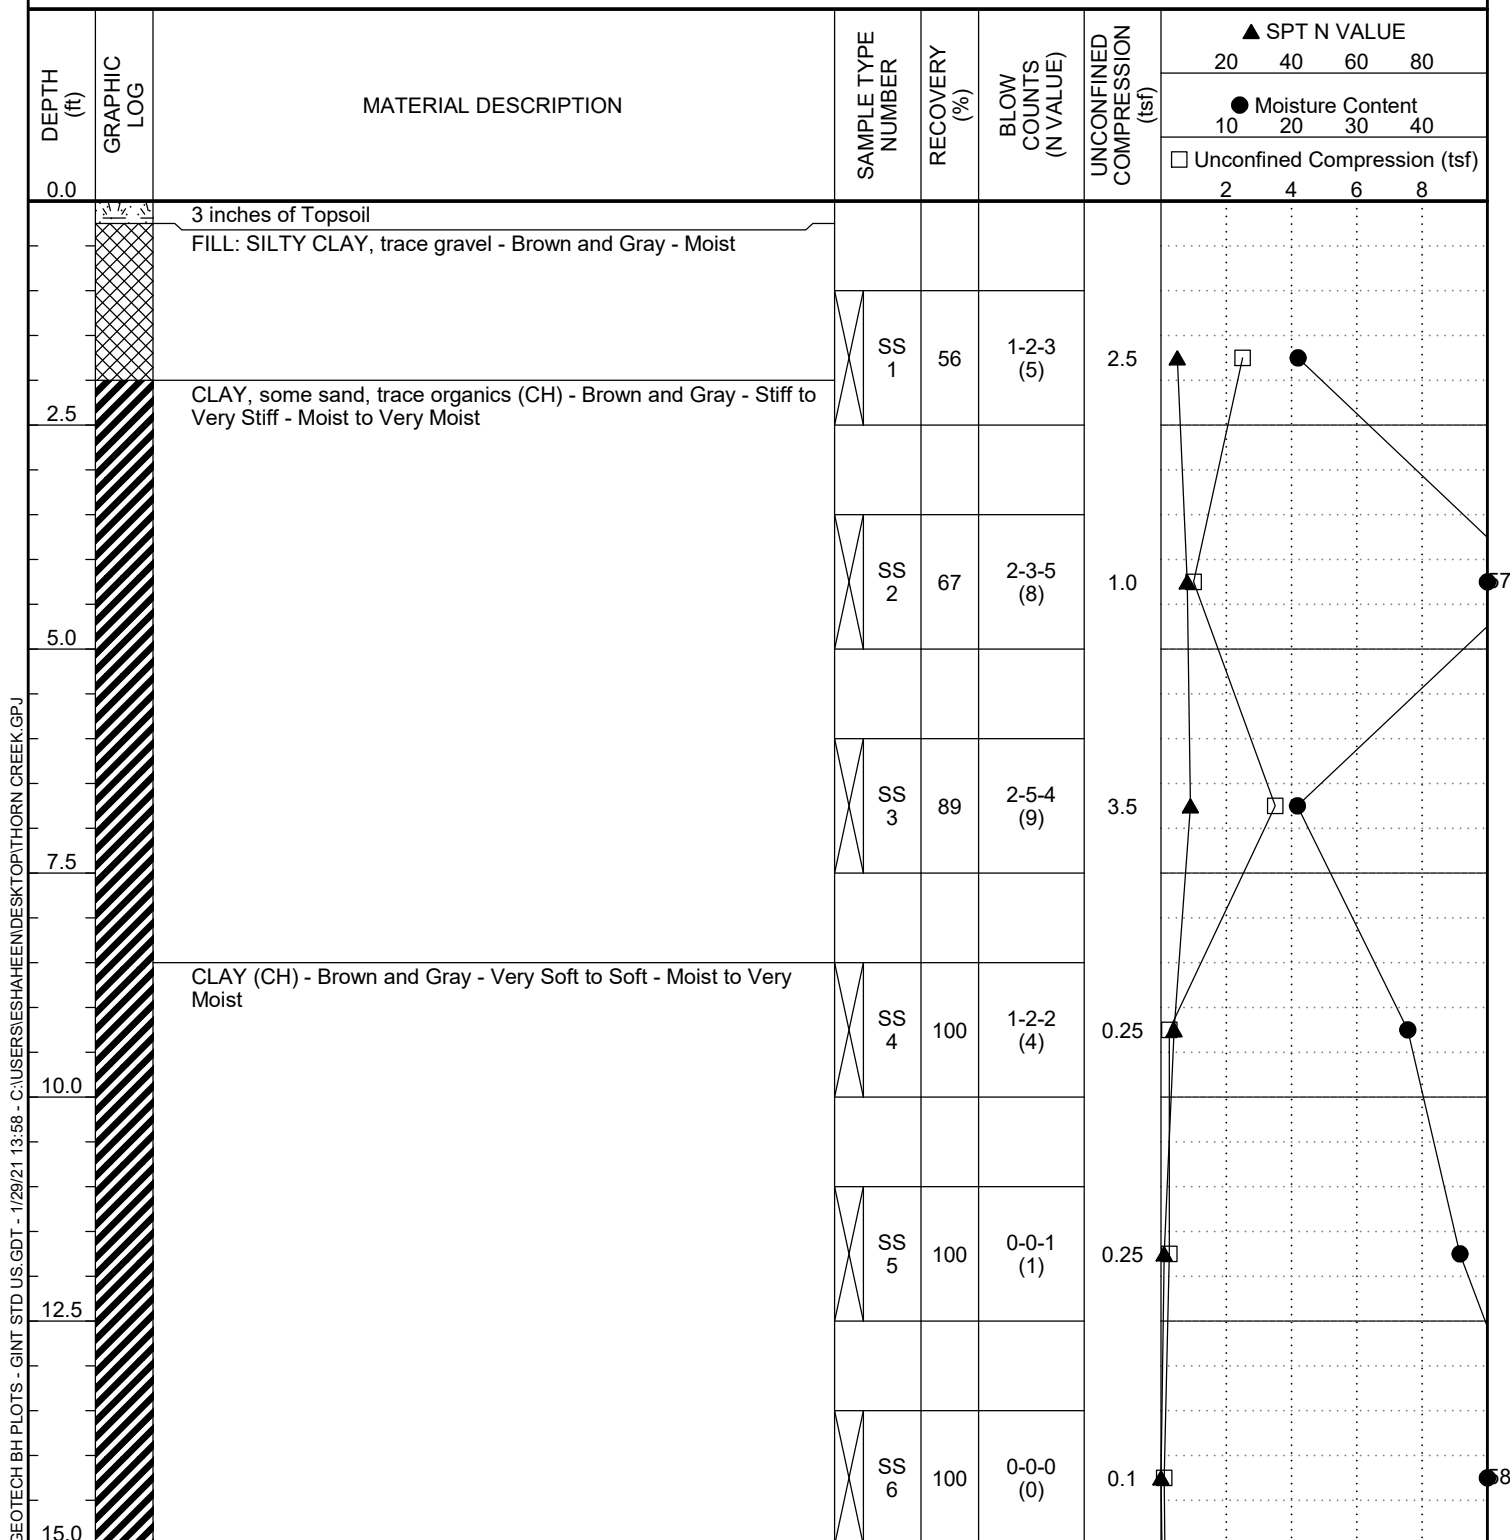 DEPTH
(ft)
GRAPHIC
LOG
MATERIAL DESCRIPTION
SAMPLE TYPE
NUMBER
RECOVERY
(%)
BLOW
COUNTS
(N VALUE)
UNCONFINED
COMPRESSION
(tsf)
▲ SPT N VALUE
20 40 60 80
● Moisture Content
10 20 30 40
□ Unconfined Compression (tsf)
2 4 6 8
0.0
3 inches of Topsoil
FILL: SILTY CLAY, trace gravel - Brown and Gray - Moist
SS
1
56
1-2-3
(5)
2.5
CLAY, some sand, trace organics (CH) - Brown and Gray - Stiff to
Very Stiff - Moist to Very Moist
2.5
SS
2
67
2-3-5
(8)
1.0
57
5.0
SS
3
89
2-5-4
(9)
3.5
7.5
CLAY (CH) - Brown and Gray - Very Soft to Soft - Moist to Very
Moist
SS
4
100
1-2-2
(4)
0.25
10.0
SS
5
100
0-0-1
(1)
0.25
12.5
SS
6
100
0-0-0
(0)
0.1
58
15.0
GEOTECH BH PLOTS - GINT STD US.GDT - 1/29/21 13:58 - C:\USERS\ESHAHEEN\DESKTOP\THORN CREEK.GPJ